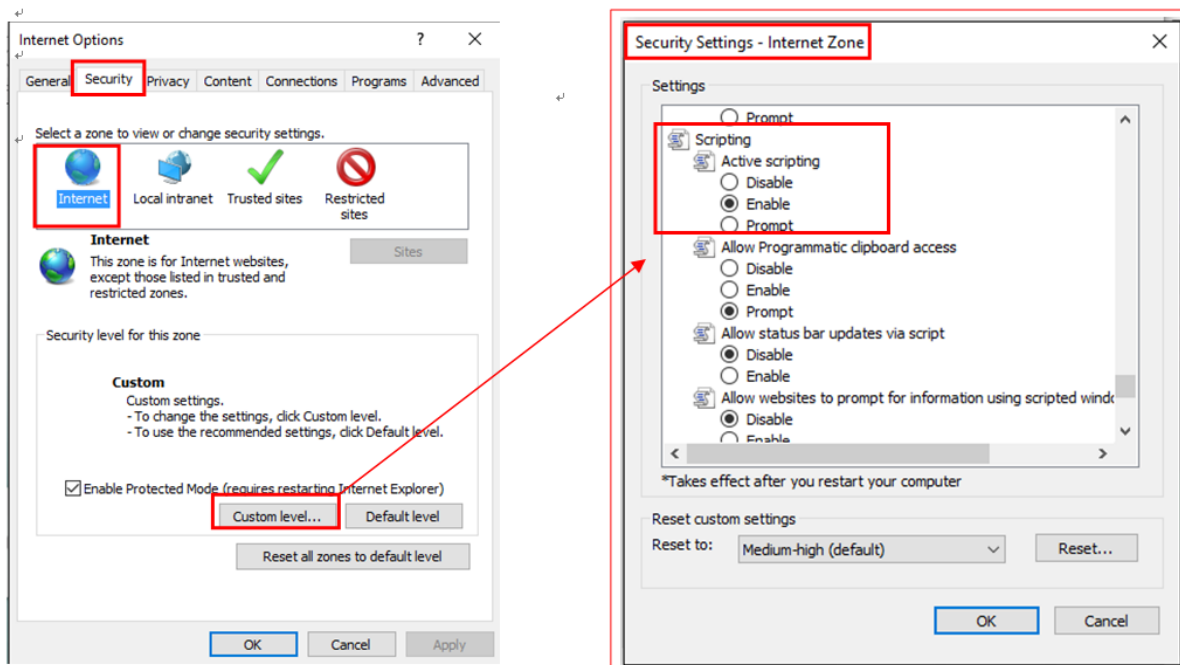 Internet Options
?
General
Security
Privacy
Content
Connections
Programs
Advanced
Select a zone to view or change security settings.
Internet
Local intranet
Trusted sites
Restricted
sites
Internet
This zone is for Internet websites,
except those listed in trusted and
restricted zones.
Sites
Security level for this zone
Custom
Custom settings.
- To change the settings, click Custom level.
- To use the recommended settings, click Default level.
Enable Protected Mode (requires restarting Internet Explorer)
Custom level...
Default level
Reset all zones to default level
OK
Cancel
Apply
Security Settings - Internet Zone
Settings
Prompt
Scripting
Active scripting
Disable
Enable
Prompt
Allow Programmatic clipboard access
Disable
Enable
Prompt
Allow status bar updates via script
Disable
Enable
Allow websites to prompt for information using scripted
Disable
Enable
*Takes effect after you restart your computer
Reset custom settings
Reset to:
Medium-high (default)
Reset...
OK
Cancel